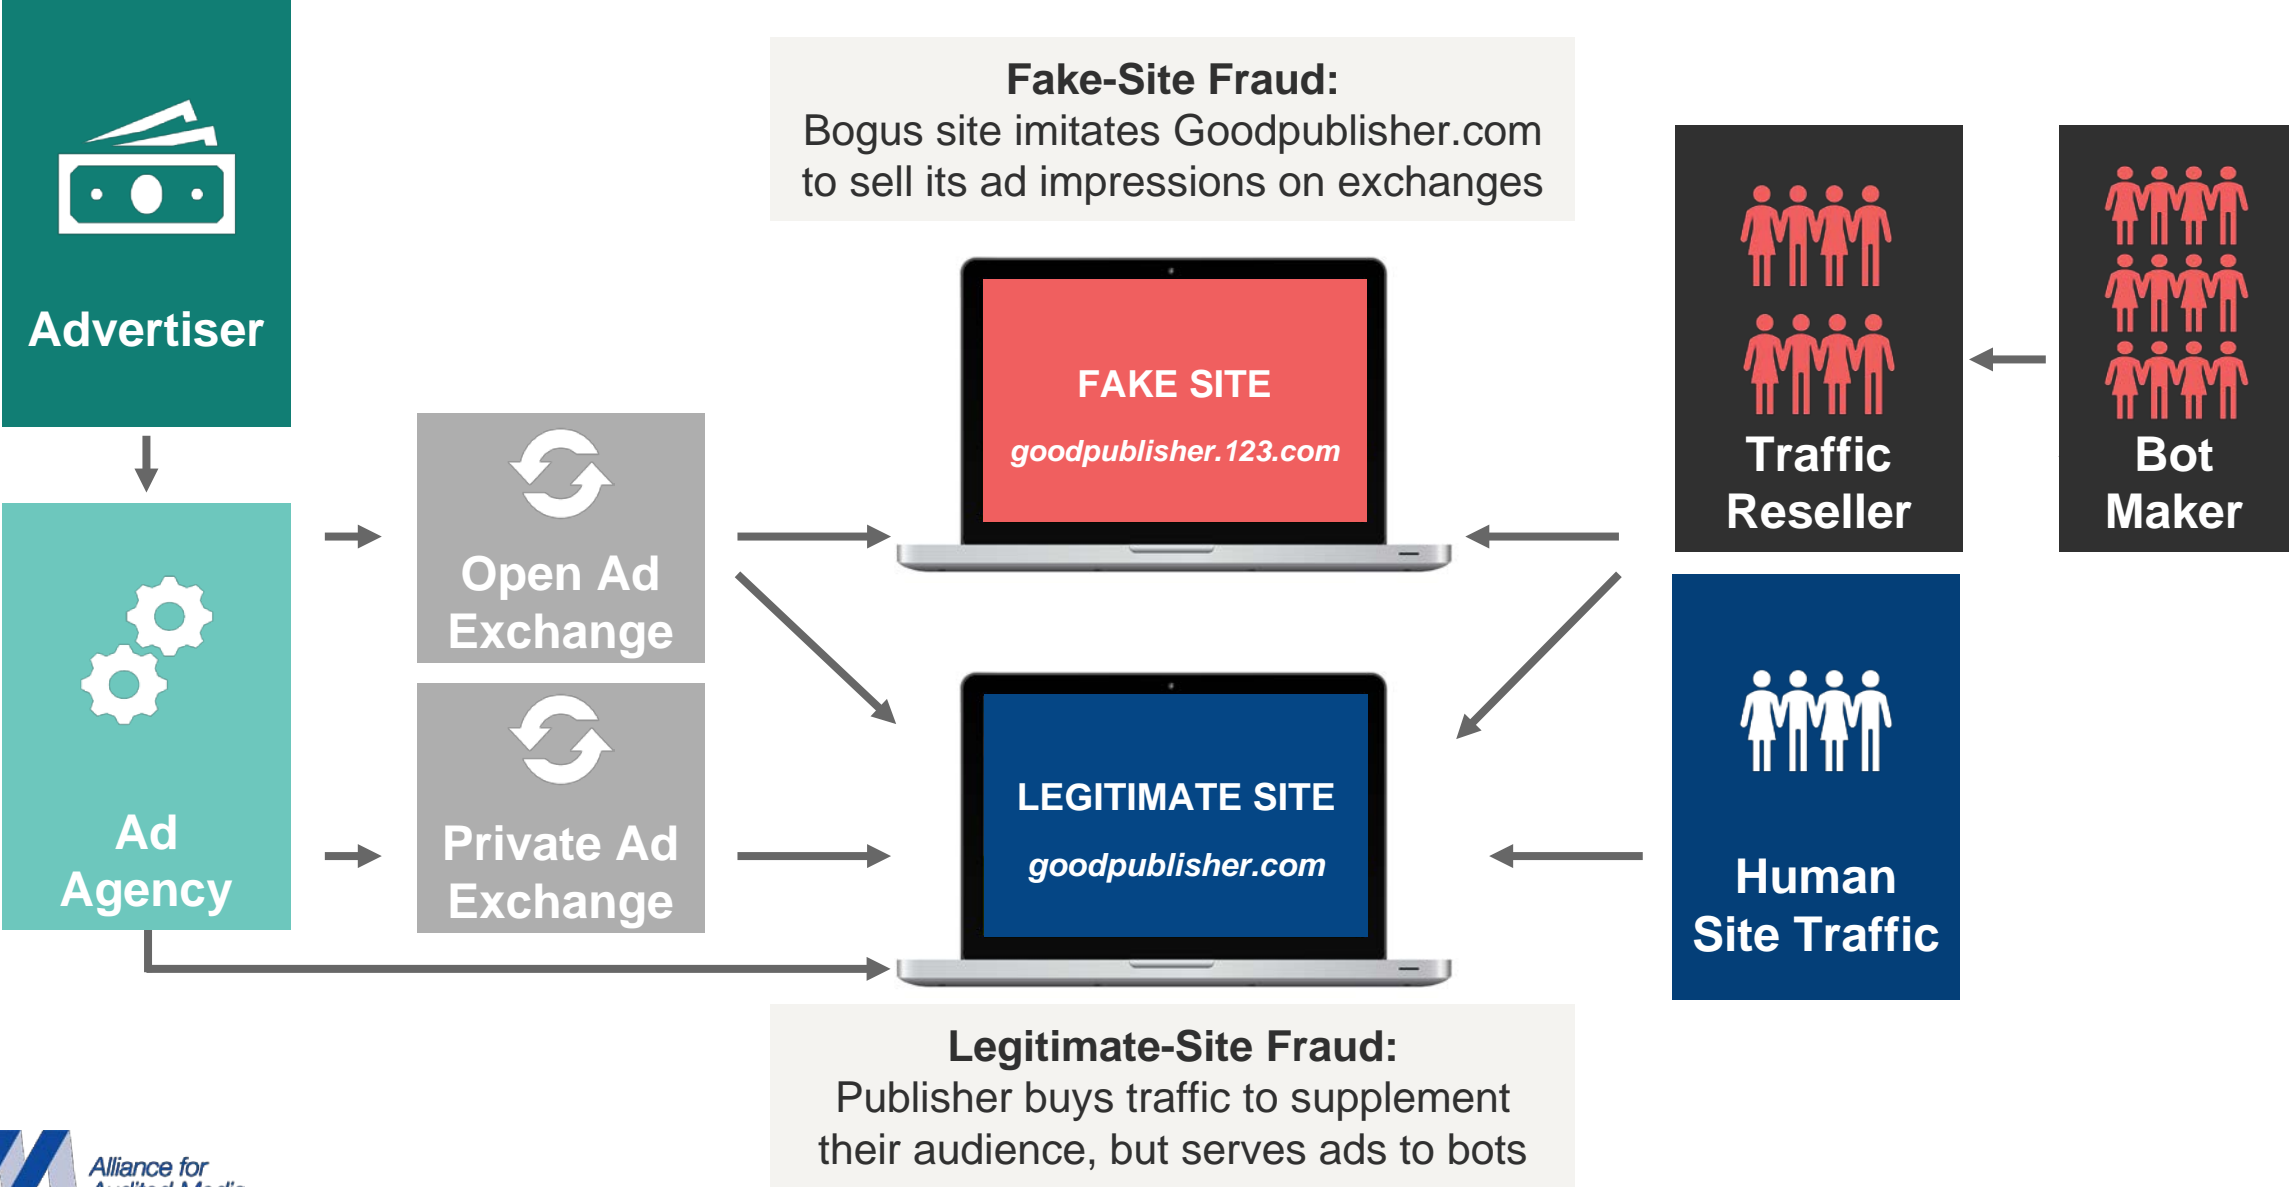 Advertiser
Ad
Agency
Open Ad
Exchange
Private Ad
Exchange
Fake-Site Fraud:
Bogus site imitates Goodpublisher.com
to sell its ad impressions on exchanges
FAKE SITE
goodpublisher.123.com
LEGITIMATE SITE
goodpublisher.com
Legitimate-Site Fraud:
Publisher buys traffic to supplement
their audience, but serves ads to bots
Traffic
Reseller
Bot
Maker
Human
Site Traffic
Alliance for
Audited Media